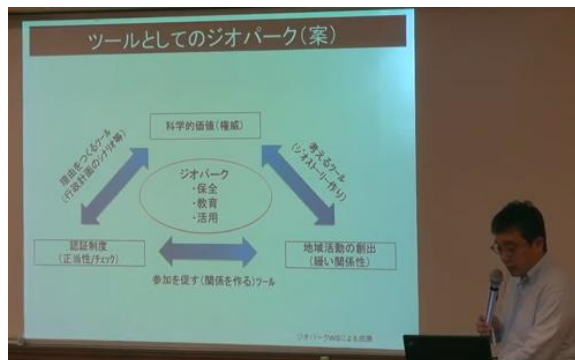 ツールとしてのジオパーク(案)
科学的価値(権威)
理由をつくるツール
(行政計画のシナリオ等)
考えるツール
(ジオストーリー作り)
ジオパーク
・保全
・教育
・活用
認証制度
(正当性/チェック)
地域活動の創出
(緩い関係性)
参加を促す(関係を作る)ツール
ジオパークWSによる成果